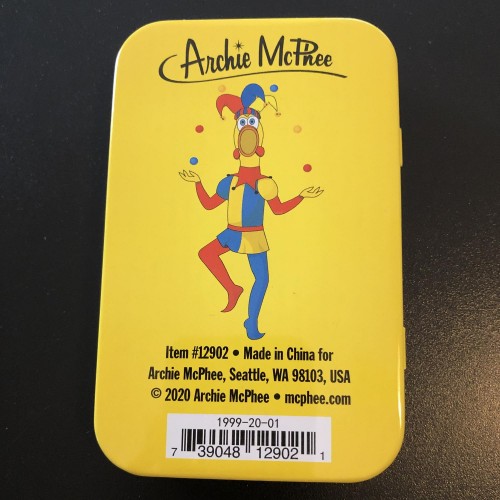 Archie McPhee
Item #12902 • Made in China for
Archie McPhee, Seattle, WA 98103, USA
© 2020 Archie McPhee • mcphee.com
1999-20-01
7 39048 12902 1